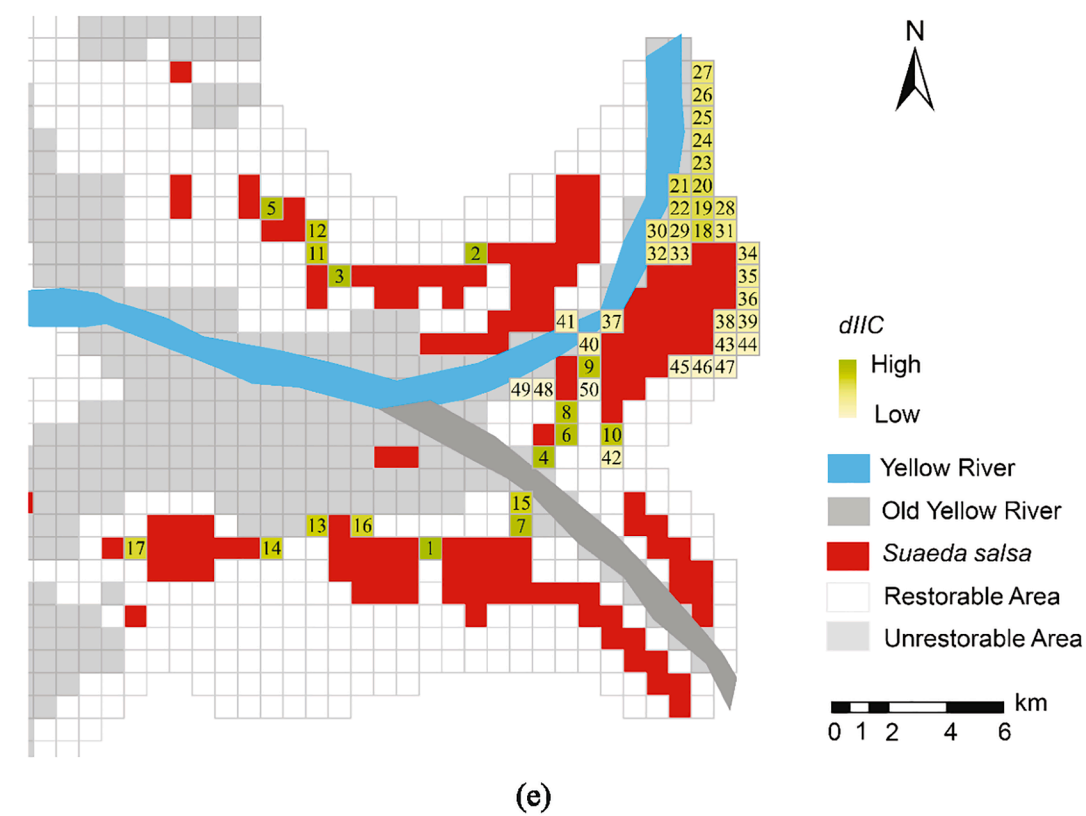 N
27
26
25
24
23
21 20
5 22 19 28
12 30 29 18 31
11 2 32 33 34
3 35
36
41 37 38 39
40 43 44
9 45 46 47
49 48 50
8
6 10
4 42
15
13 16 7
17 14 1
dIIC
High
Low
Yellow River
Old Yellow River
Suaeda salsa
Restorable Area
Unrestorable Area
km
0 1 2 4 6
(e)